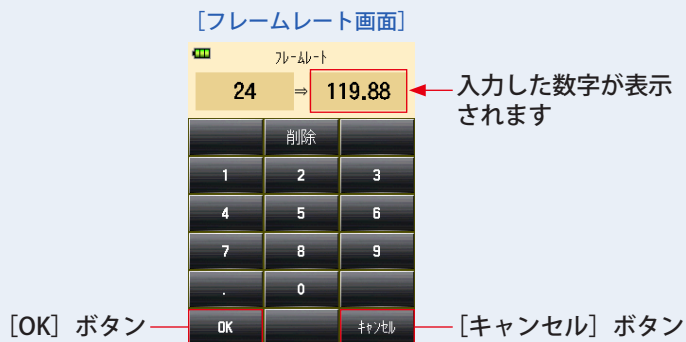 ［フレームレート画面］
ﾌﾚｰﾑﾚｰﾄ
24 ⇒ 119.88
入力した数字が表示
されます
削除
1 2 3
4 5 6
7 8 9
. 0
［OK］ボタン OK ｷｬﾝｾﾙ ［キャンセル］ボタン